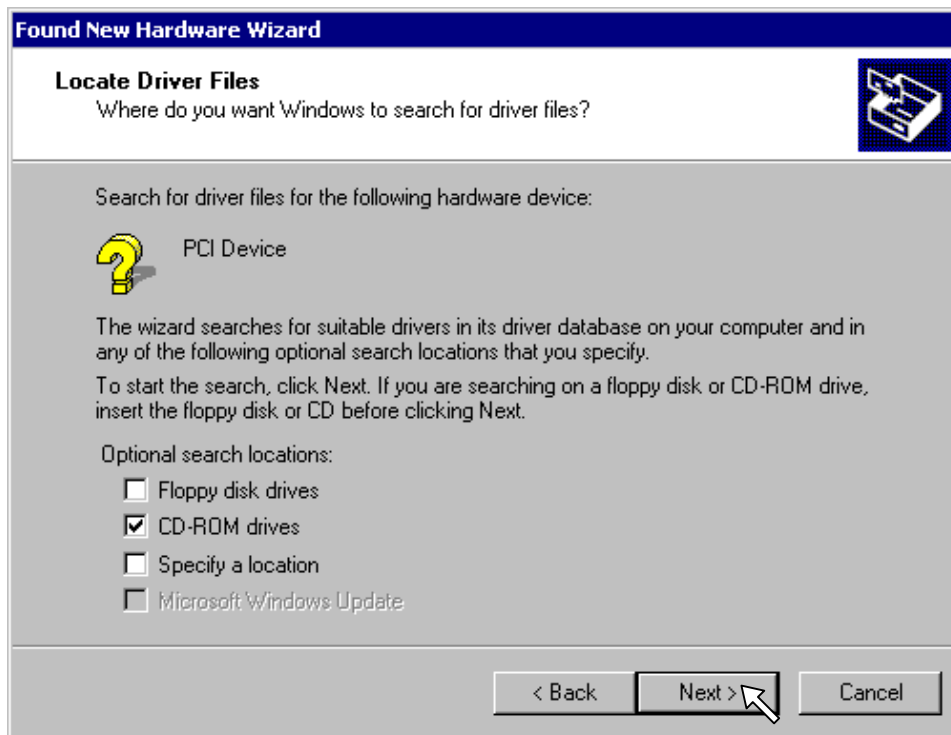 Found New Hardware Wizard
Locate Driver Files
Where do you want Windows to search for driver files?
Search for driver files for the following hardware device:
PCI Device
The wizard searches for suitable drivers in its driver database on your computer and in
any of the following optional search locations that you specify.
To start the search, click Next. If you are searching on a floppy disk or CD-ROM drive,
insert the floppy disk or CD before clicking Next.
Optional search locations:
Floppy disk drives
CD-ROM drives
Specify a location
Microsoft Windows Update
< Back Next > Cancel